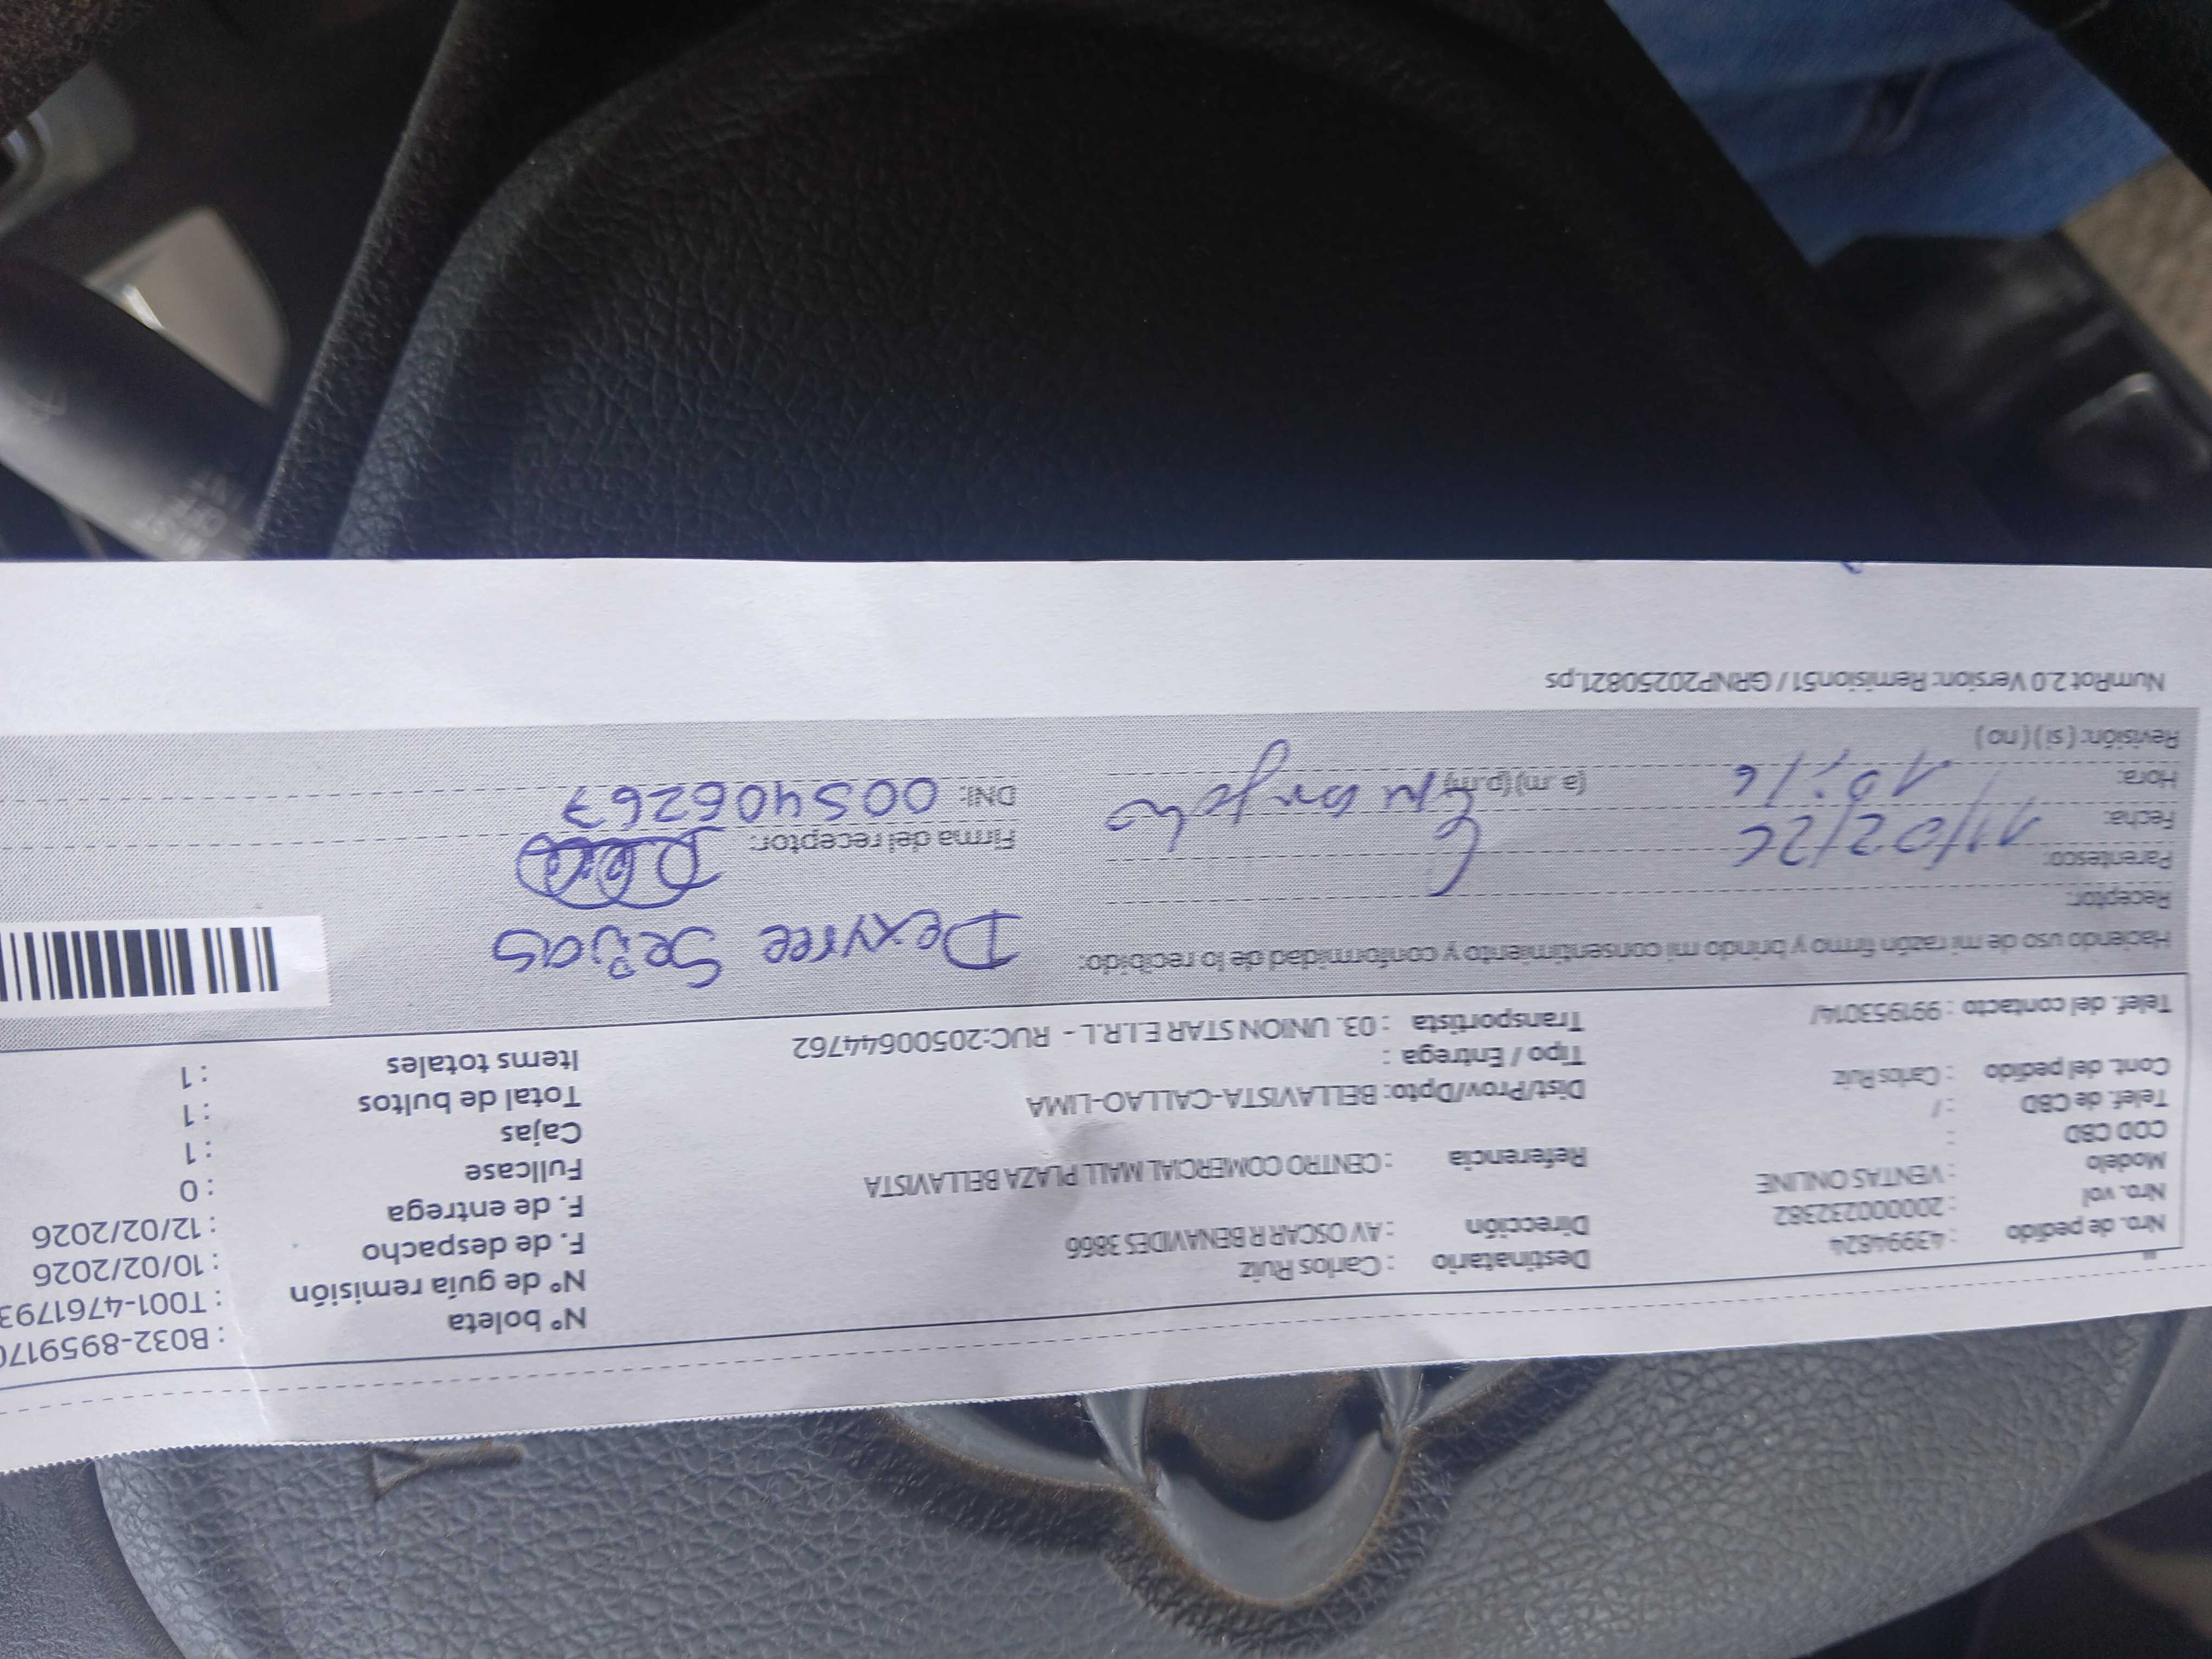 Nro. de pedido : 43994824
Nro. vol : 2000023282
Modelo : VENTAS ONLINE
COD CBD :
Telef. de CBD : /
Cont. del pedido : Carlos Ruiz
Telef. del contacto : 991953014/
Destinatario : Carlos Ruiz
Dirección : AV OSCAR R BENAVIDES 3866
Referencia : CENTRO COMERCIAL MALL PLAZA BELLAVISTA
Dist/Prov/Dpto: BELLAVISTA-CALLAO-LIMA
Tipo / Entrega :
Transportista : 03. UNION STAR E.I.R.L - RUC:20500644762
N° boleta : B032-895917
N° de guía remisión : T001-4761793
F. de despacho : 10/02/2026
F. de entrega : 12/02/2026
Fullcase : 0
Cajas : 1
Total de bultos : 1
Items totales : 1
Haciendo uso de mi razón firmo y brindo mi consentimiento y conformidad de lo recibido:
Dexyree Seijas
Receptor:
Parentesco:
Fecha: 11/02/26
Hora: 10:16 (a .m) (p.m)
Revisión: ( si ) ( no )
Firma del receptor:
DNI: 005406267
NumRot 2.0 Version: Remision51 / GRNP20250821.ps